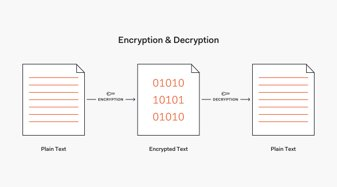 Encryption & Decryption
01010
10101
01010
ENCRYPTION
DECRYPTION
Plain Text
Encrypted Text
Plain Text